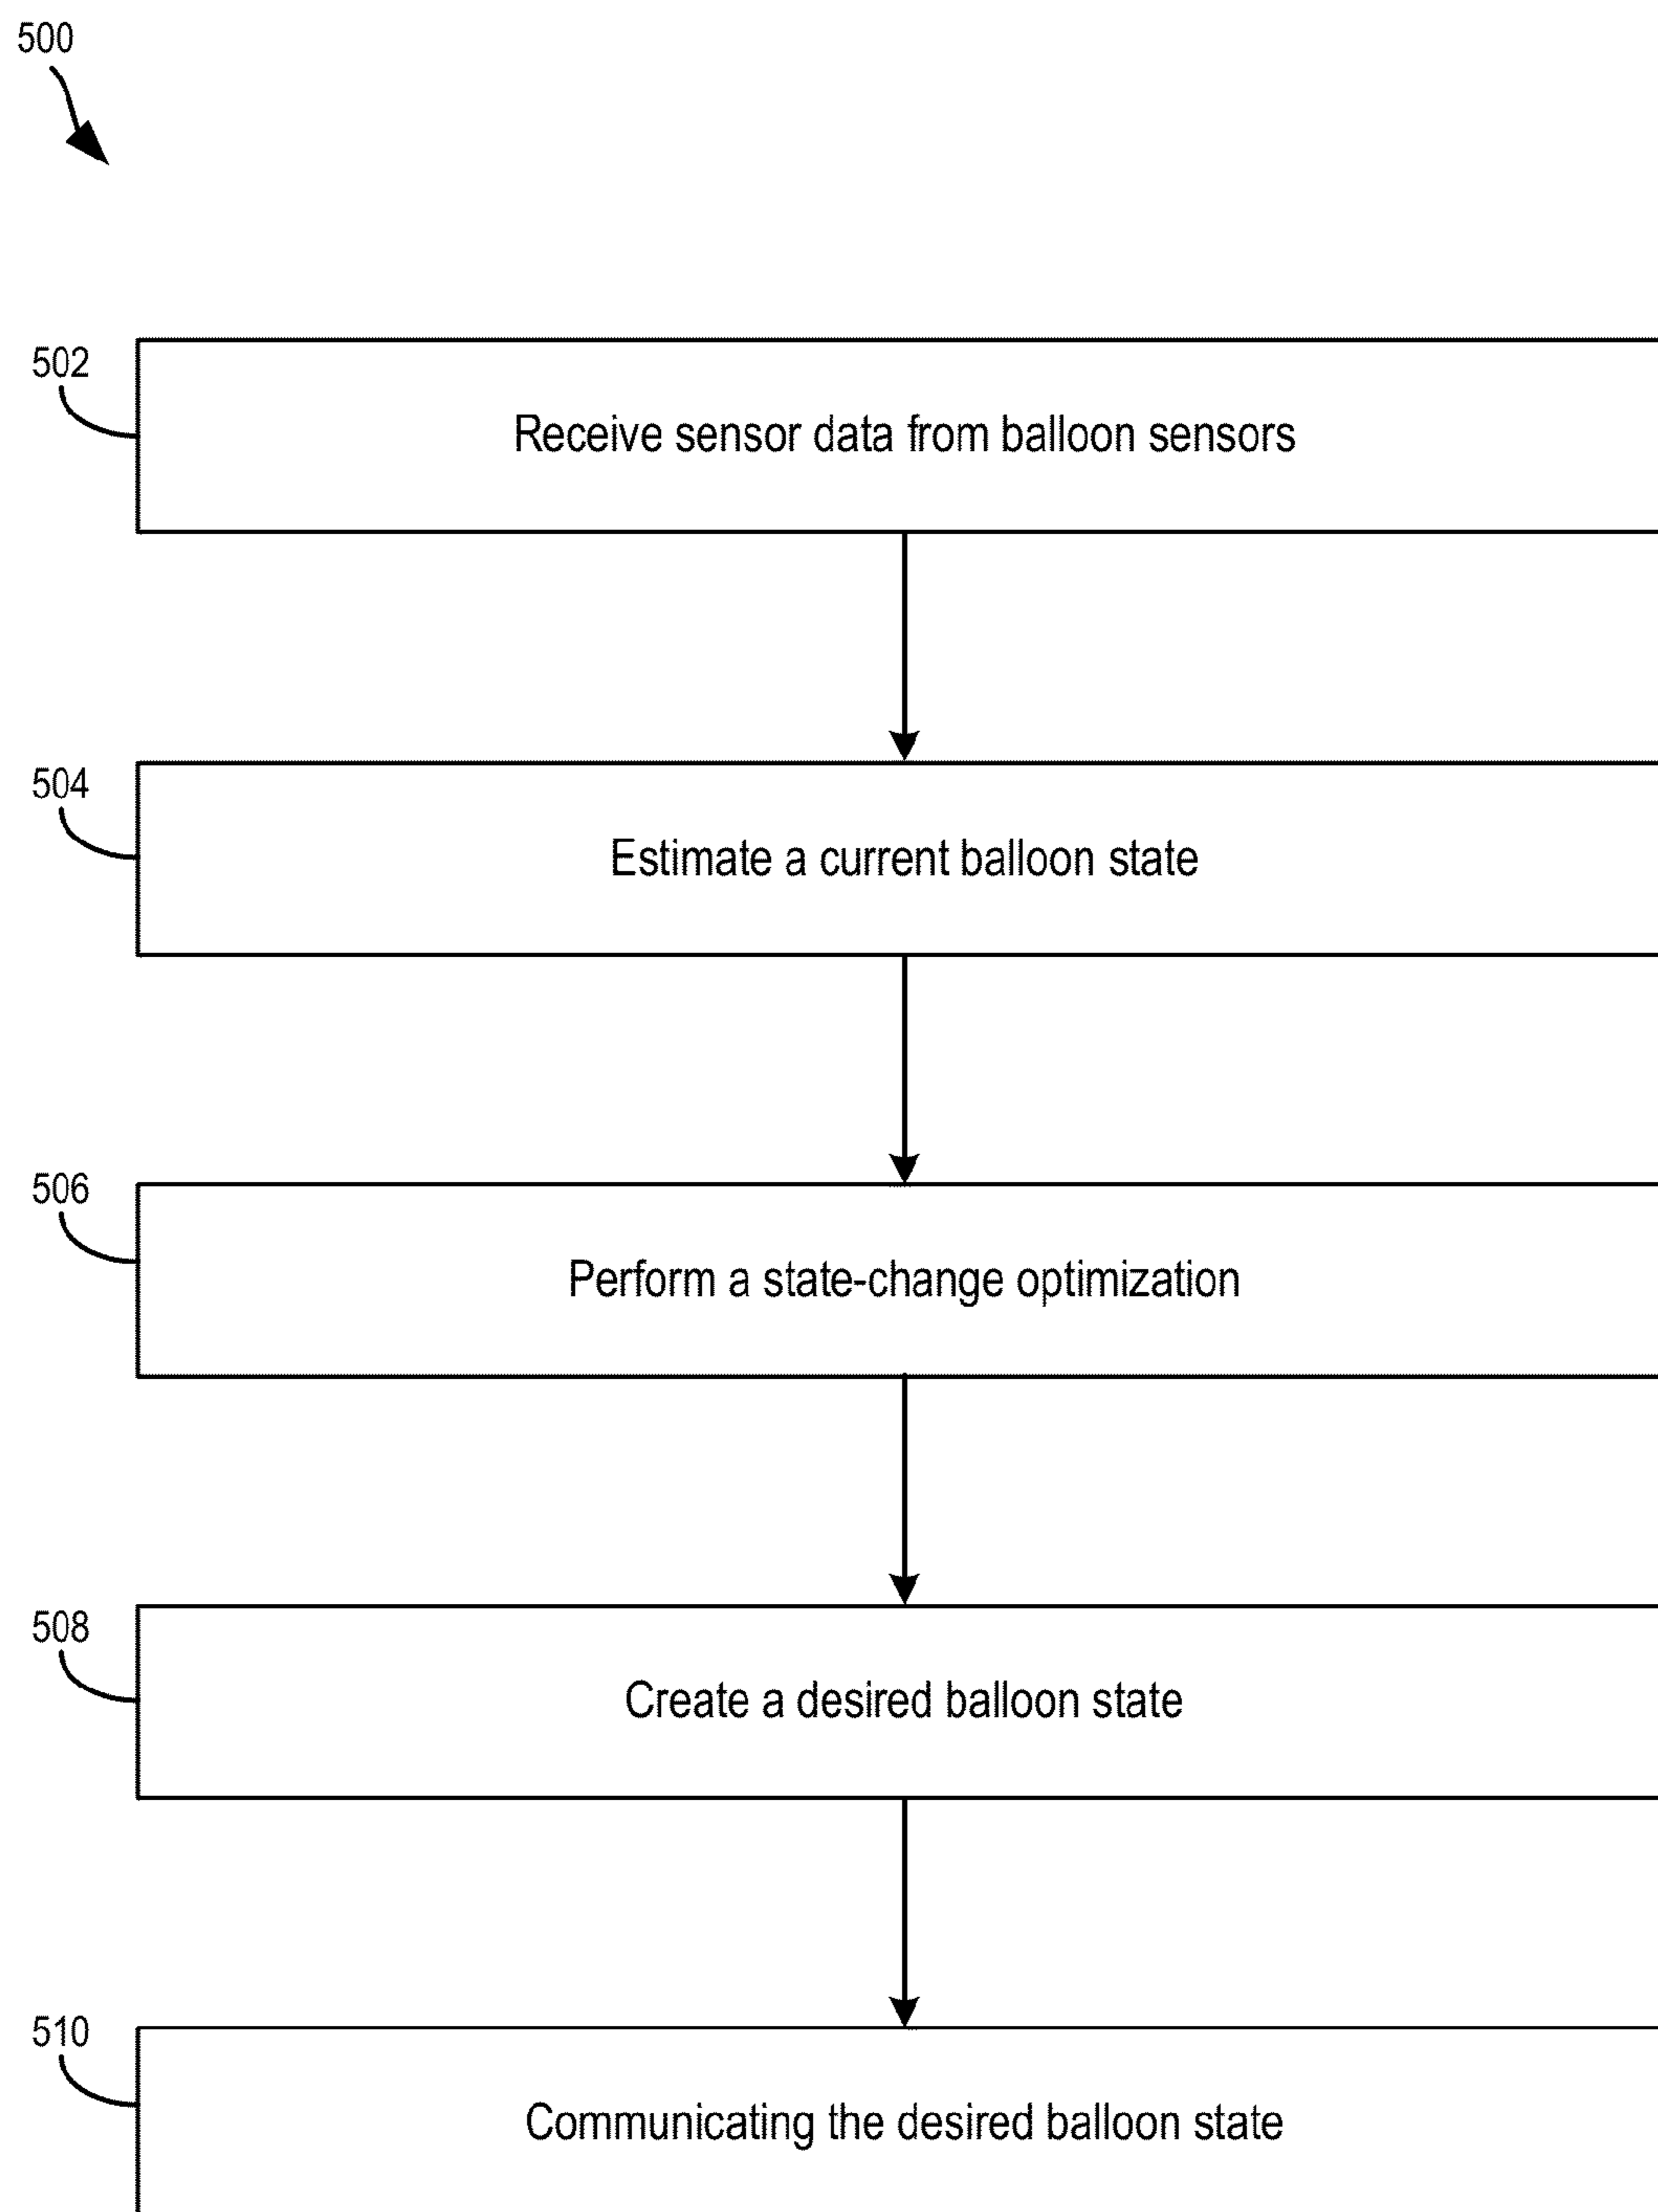 500
502
Receive sensor data from balloon sensors
504
Estimate a current balloon state
506
Perform a state-change optimization
508
Create a desired balloon state
510
Communicating the desired balloon state